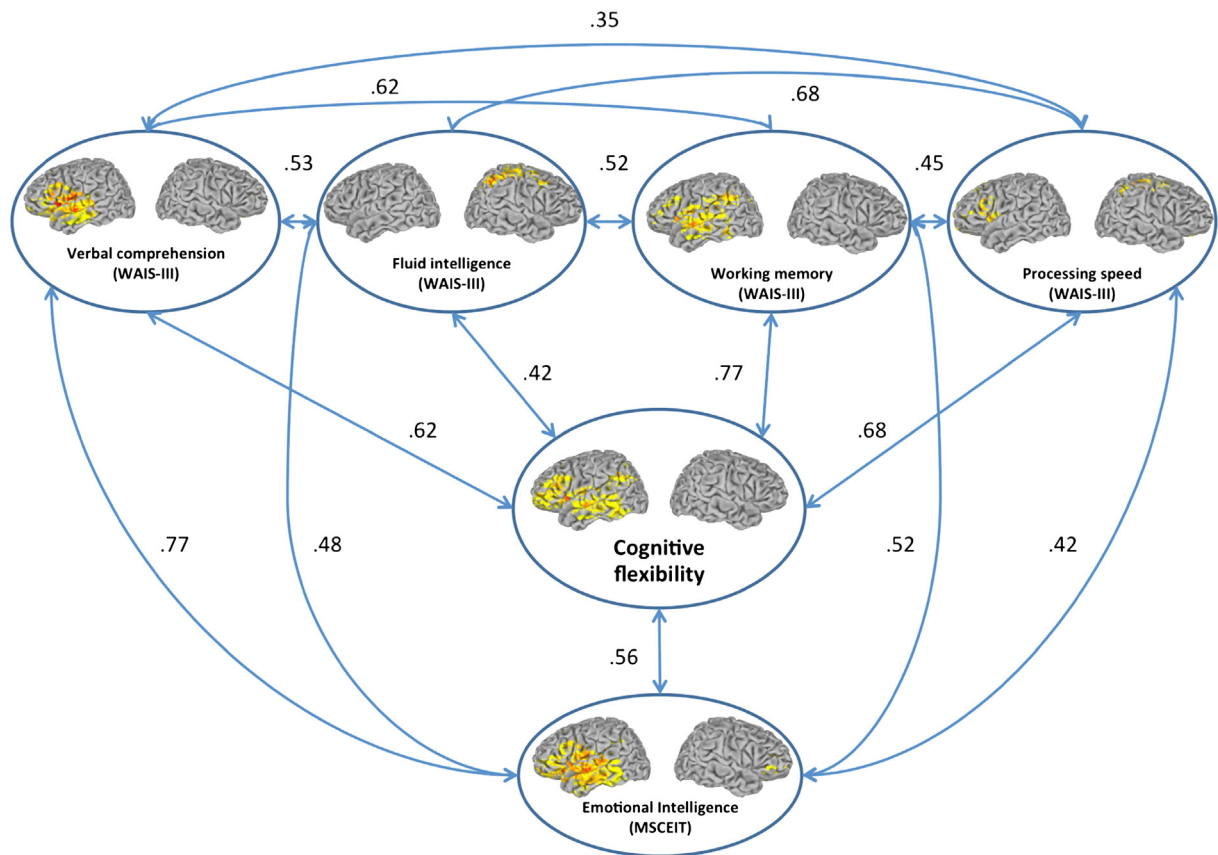 .35
.62
.68
.53
.52
.45
Verbal comprehension
(WAIS-III)
Fluid intelligence
(WAIS-III)
Working memory
(WAIS-III)
Processing speed
(WAIS-III)
.42
.77
.62
.68
Cognitive
flexibility
.77
.48
.52
.42
.56
Emotional Intelligence
(MSCEIT)